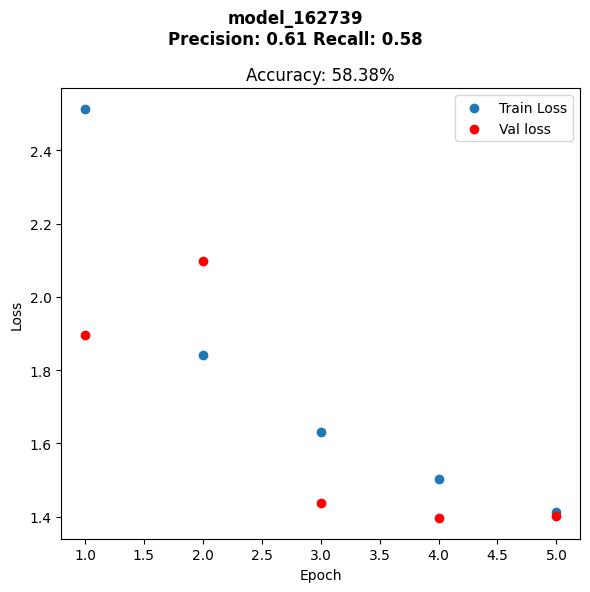 model_162739
Precision: 0.61 Recall: 0.58
Accuracy: 58.38%
Train Loss
Val loss
2.4
2.2
2.0
1.8
1.6
1.4
Loss
1.0 1.5 2.0 2.5 3.0 3.5 4.0 4.5 5.0
Epoch